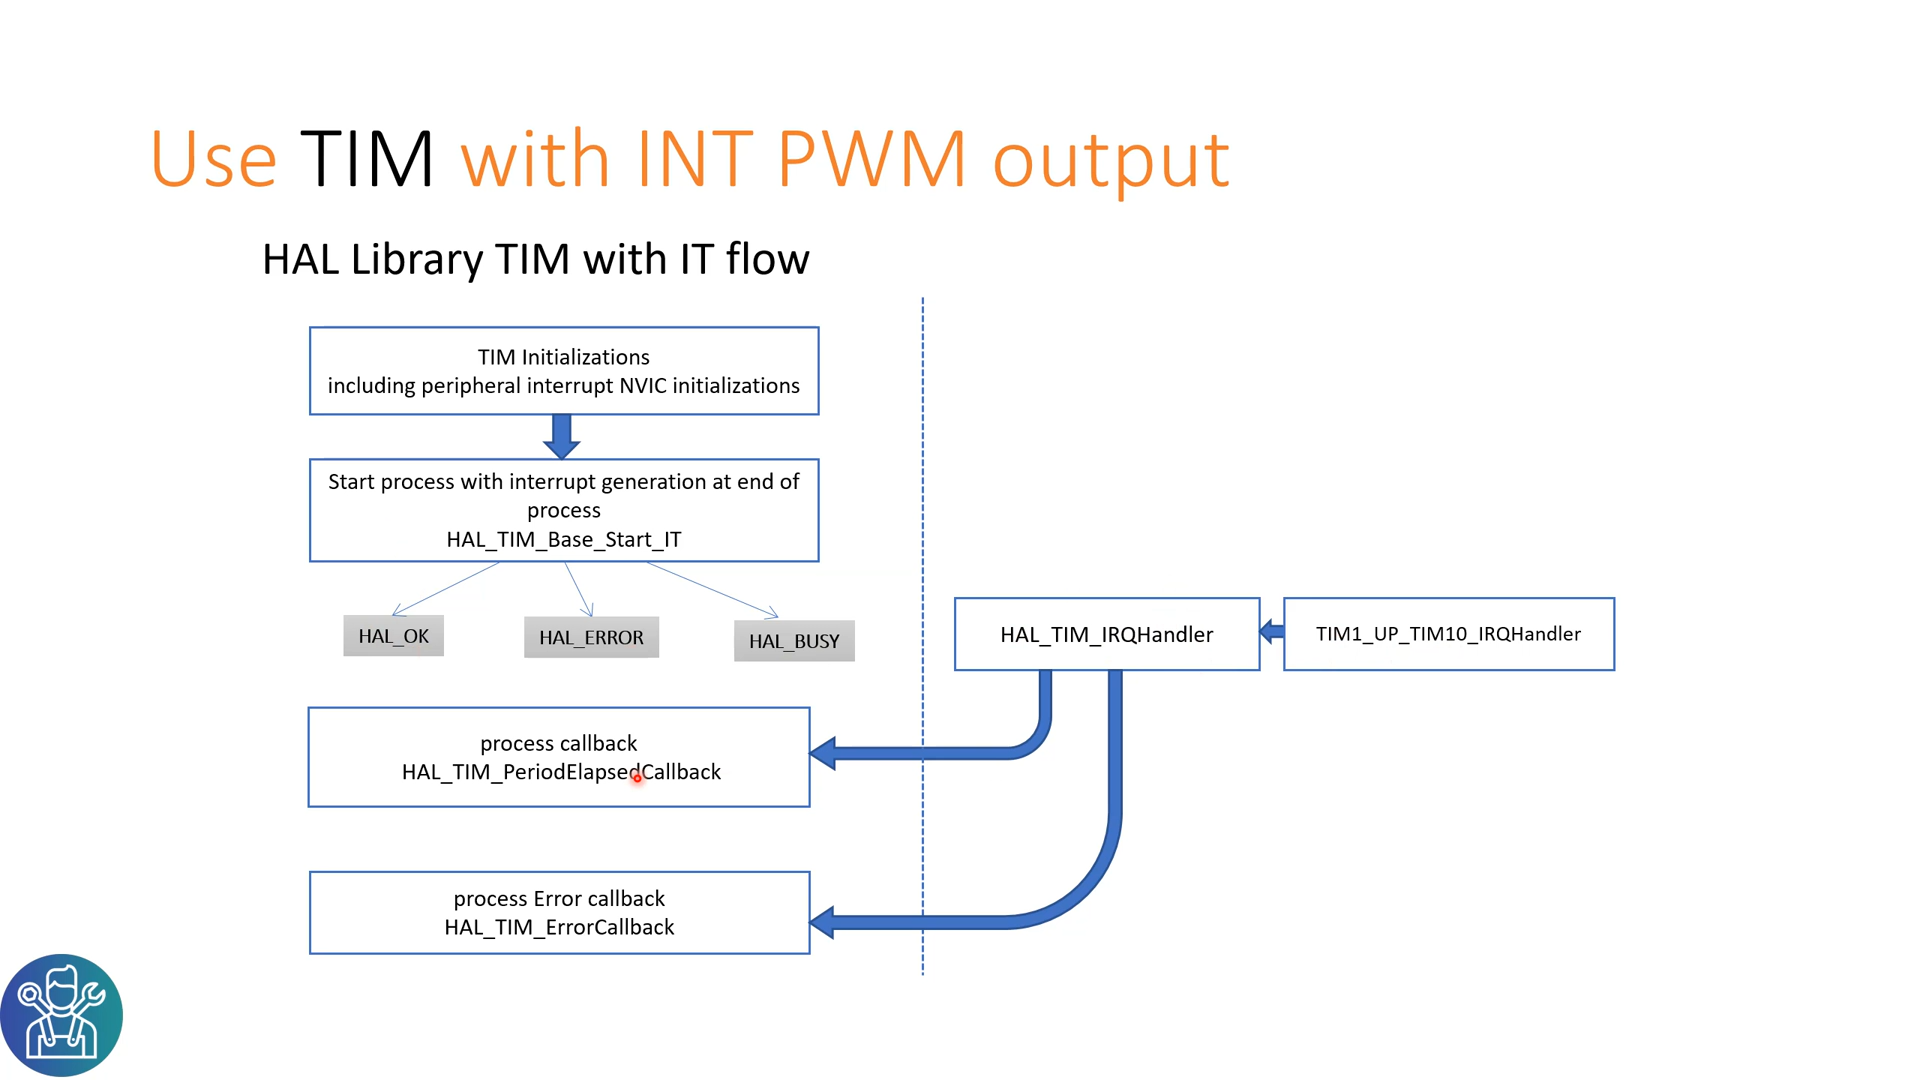 Use TIM with INT PWM output
HAL Library TIM with IT flow
TIM Initializations
including peripheral interrupt NVIC initializations
Start process with interrupt generation at end of
process
HAL_TIM_Base_Start_IT
HAL_OK
HAL_ERROR
HAL_BUSY
HAL_TIM_IRQHandler
TIM1_UP_TIM10_IRQHandler
process callback
HAL_TIM_PeriodElapsedCallback
process Error callback
HAL_TIM_ErrorCallback